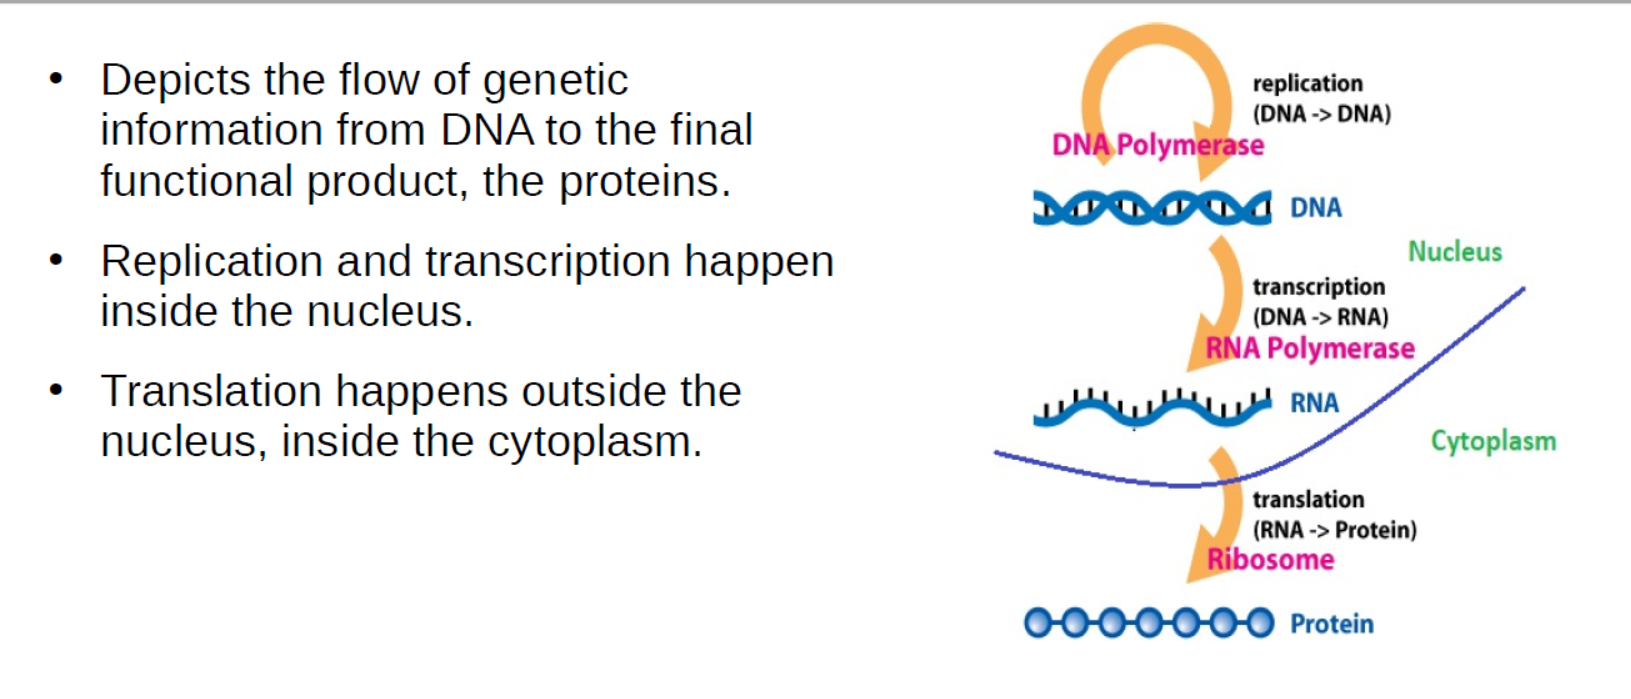 • Depicts the flow of genetic
information from DNA to the final
functional product, the proteins.
• Replication and transcription happen
inside the nucleus.
• Translation happens outside the
nucleus, inside the cytoplasm.
replication
(DNA -> DNA)
DNA Polymerase
DNA
Nucleus
transcription
(DNA -> RNA)
RNA Polymerase
RNA
Cytoplasm
translation
(RNA -> Protein)
Ribosome
Protein